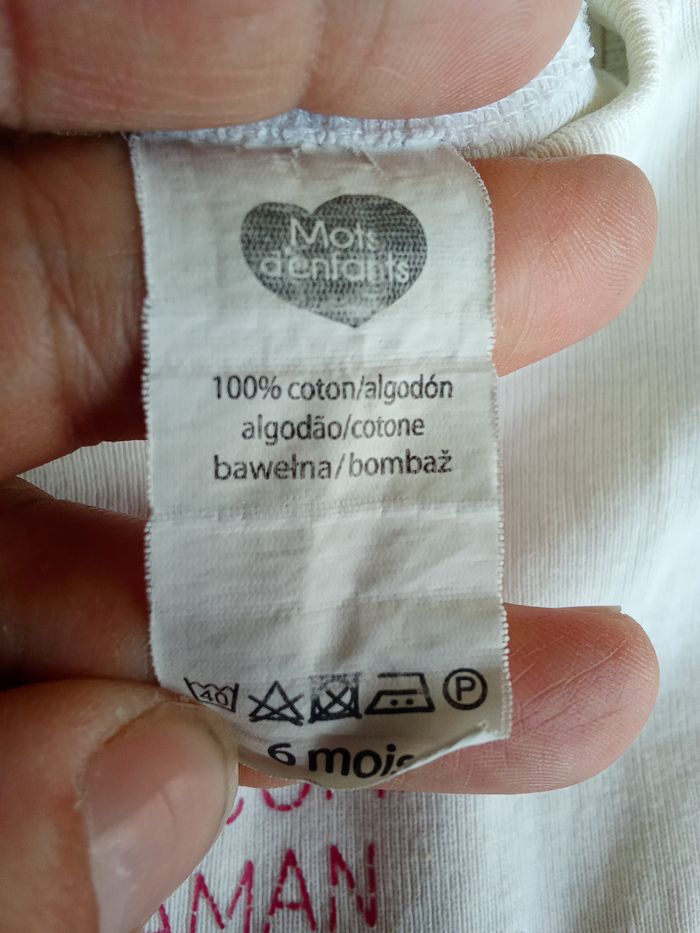 Mots
d'enfants
100% coton/algodón
algodão/cotone
bawełna/bombaž
40
P
6 mois
AMAN